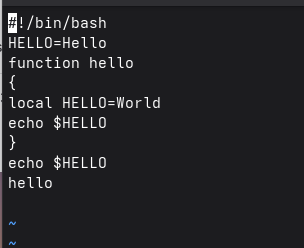 #!/bin/bash
HELLO=Hello
function hello
{
local HELLO=World
echo $HELLO
}
echo $HELLO
hello
~
~